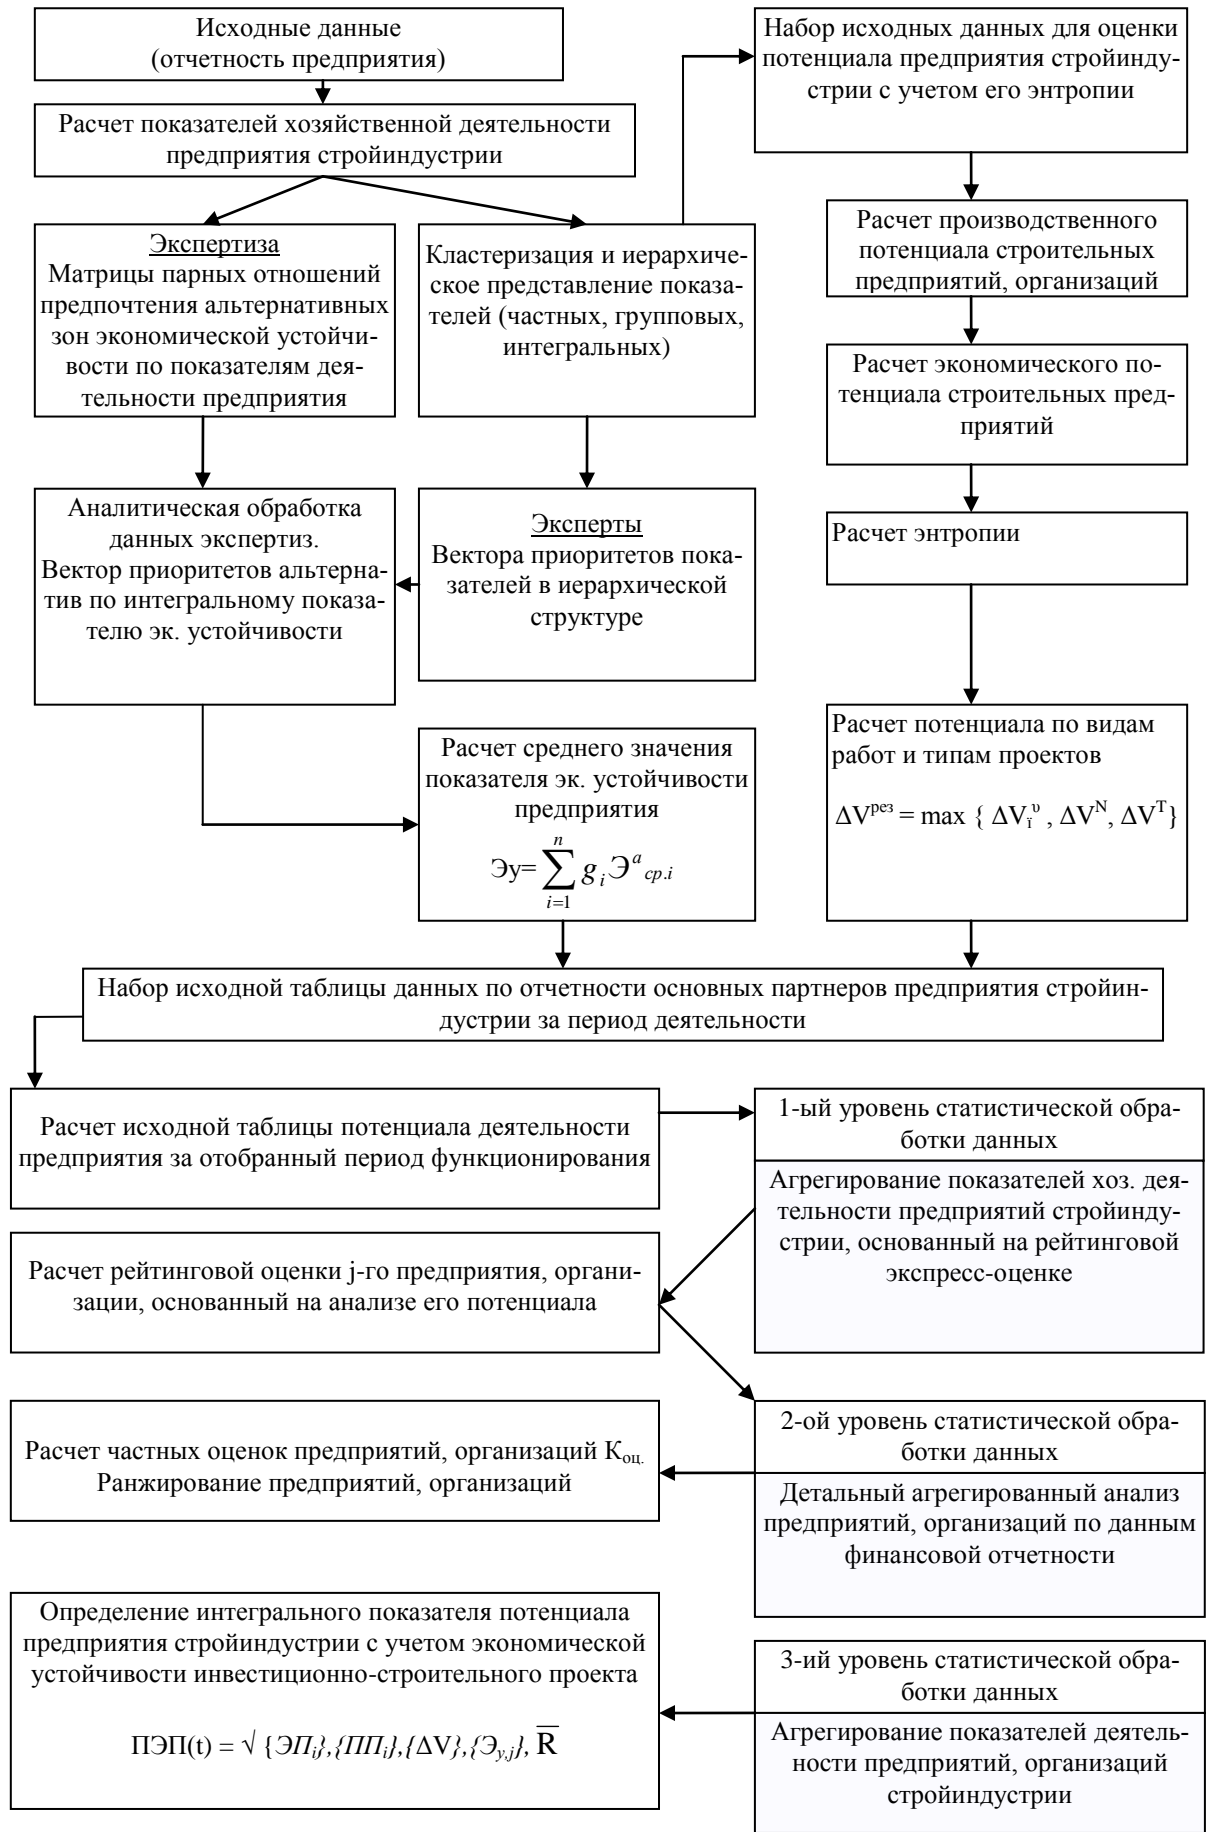 Исходные данные
(отчетность предприятия)
Расчет показателей хозяйственной деятельности
предприятия стройиндустрии
Экспертиза
Матрицы парных отношений
предпочтения альтернативных
зон экономической устойчи-
вости по показателям дея-
тельности предприятия
Кластеризация и иерархиче-
ское представление показа-
телей (частных, групповых,
интегральных)
Набор исходных данных для оценки
потенциала предприятия стройинду-
стрии с учетом его энтропии
Расчет производственного
потенциала строительных
предприятий, организаций
Расчет экономического по-
тенциала строительных пред-
приятий
Расчет энтропии
Аналитическая обработка
данных экспертиз.
Вектор приоритетов альтерна-
тив по интегральному показа-
телю эк. устойчивости
Эксперты
Вектора приоритетов пока-
зателей в иерархической
структуре
Расчет среднего значения
показателя эк. устойчивости
предприятия
Эу= ∑ⁿᵢ₌₁ gᵢ Эᵃ ср.i
Расчет потенциала по видам
работ и типам проектов
ΔV^рез = max { ΔV_ï^υ , ΔV^N, ΔV^T}
Набор исходной таблицы данных по отчетности основных партнеров предприятия стройин-
дустрии за период деятельности
Расчет исходной таблицы потенциала деятельности
предприятия за отобранный период функционирования
1-ый уровень статистической обра-
ботки данных
Агрегирование показателей хоз. дея-
тельности предприятий стройинду-
стрии, основанный на рейтинговой
экспресс-оценке
Расчет рейтинговой оценки j-го предприятия, органи-
зации, основанный на анализе его потенциала
Расчет частных оценок предприятий, организаций К_оц.
Ранжирование предприятий, организаций
2-ой уровень статистической обра-
ботки данных
Детальный агрегированный анализ
предприятий, организаций по данным
финансовой отчетности
Определение интегрального показателя потенциала
предприятия стройиндустрии с учетом экономической
устойчивости инвестиционно-строительного проекта
ПЭП(t) = √ {ЭП_i},{ПП_i},{ΔV},{Э_у,j}, R̅
3-ий уровень статистической обра-
ботки данных
Агрегирование показателей деятель-
ности предприятий, организаций
стройиндустрии